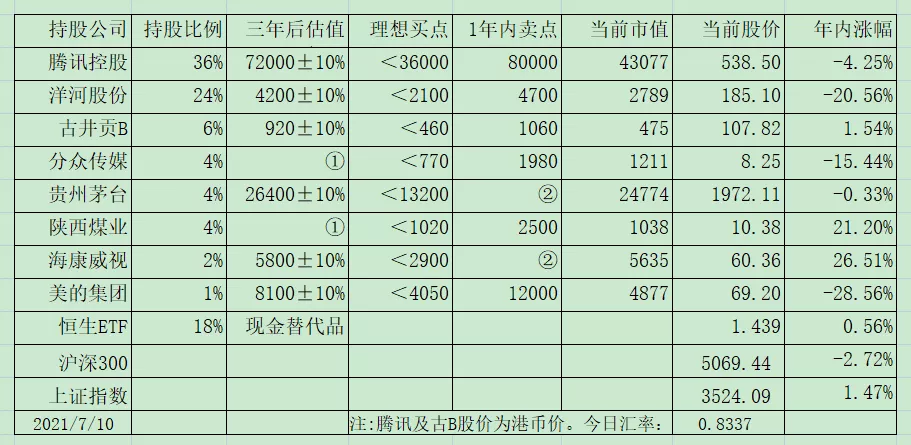 持股公司 持股比例 三年后估值 理想买点 1年内卖点 当前市值 当前股价 年内涨幅
腾讯控股 36% 72000±10% <36000 80000 43077 538.50 -4.25%
洋河股份 24% 4200±10% <2100 4700 2789 185.10 -20.56%
古井贡B 6% 920±10% <460 1060 475 107.82 1.54%
分众传媒 4% ① <770 1980 1211 8.25 -15.44%
贵州茅台 4% 26400±10% <13200 ② 24774 1972.11 -0.33%
陕西煤业 4% ① <1020 2500 1038 10.38 21.20%
海康威视 2% 5800±10% <2900 ② 5635 60.36 26.51%
美的集团 1% 8100±10% <4050 12000 4877 69.20 -28.56%
恒生ETF 18% 现金替代品 1.439 0.56%
沪深300 5069.44 -2.72%
上证指数 3524.09 1.47%
2021/7/10 注:腾讯及古B股价为港币价。今日汇率: 0.8337